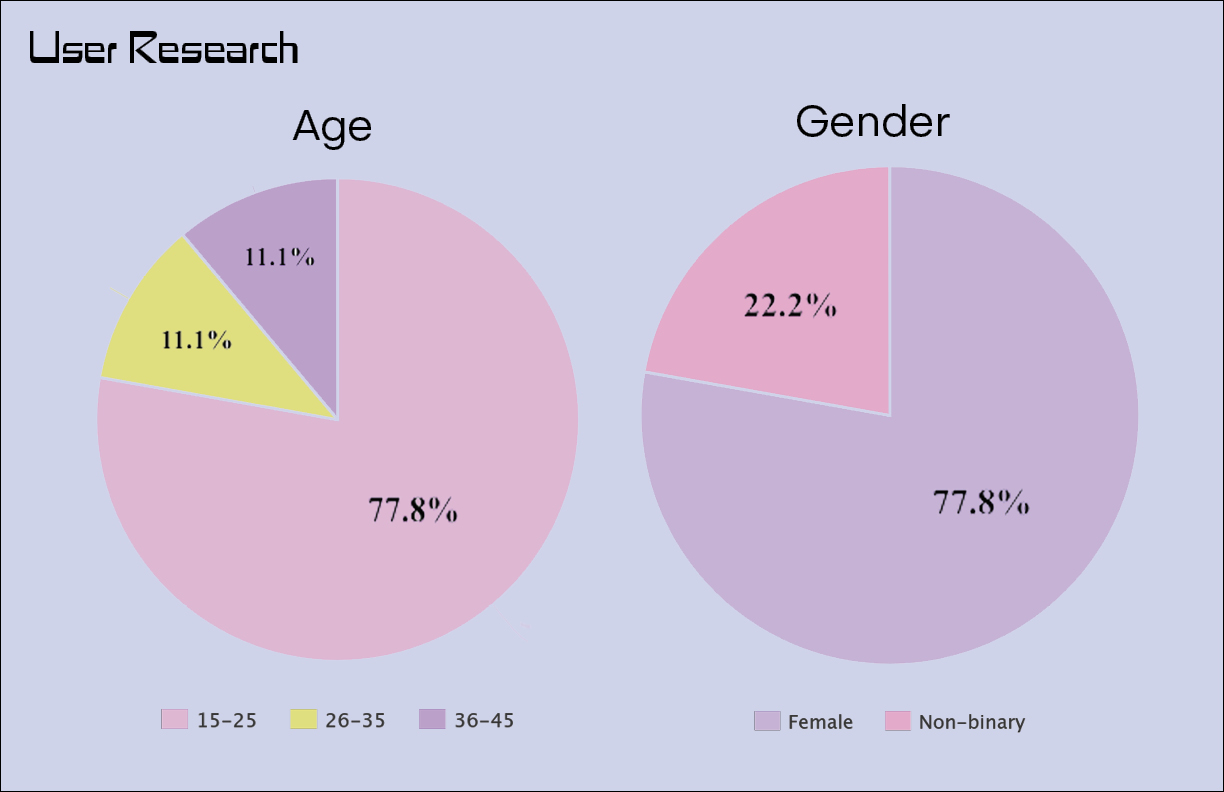 User Research
Age
Gender
11.1%
11.1%
77.8%
22.2%
77.8%
15-25 26-35 36-45
Female Non-binary